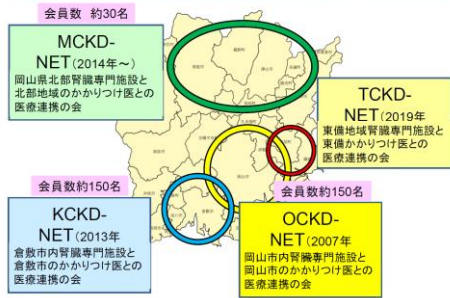 会員数 約30名
MCKD-
NET(2014年～)
岡山県北部腎臓専門施設と
北部地域のかかりつけ医との
医療連携の会
TCKD-
NET(2019年
東備地域腎臓専門施設と
東備かかりつけ医との
医療連携の会
会員数約150名
KCKD-
NET(2013年
倉敷市内腎臓専門施設と
倉敷市のかかりつけ医との
医療連携の会
会員数約150名
OCKD-
NET(2007年
岡山市内腎臓専門施設と
岡山市のかかりつけ医との
医療連携の会